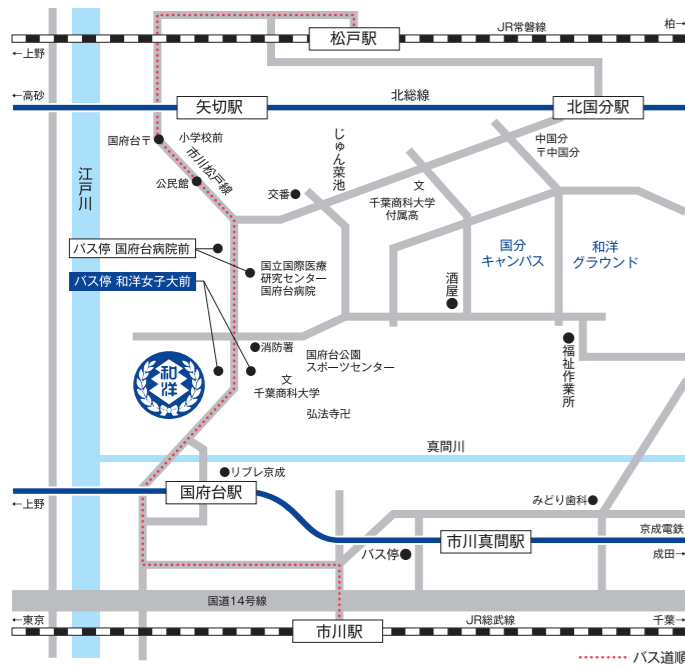 柏→
JR常磐線
松戸駅
←上野
←高砂
矢切駅
北総線
北国分駅
国府台〒
小学校前
市川松戸線
公民館
じゅん菜池
中国分
〒中国分
江戸川
交番
文
千葉商科大学
付属高
バス停 国府台病院前
国立国際医療
研究センター
国府台病院
国分
キャンパス
和洋
グラウンド
バス停 和洋女子大前
酒屋
消防署
国府台公園
スポーツセンター
福祉作業所
和洋
文
千葉商科大学
弘法寺卍
真間川
リブレ京成
国府台駅
←上野
みどり歯科
京成電鉄
市川真間駅
バス停
成田→
国道14号線
←東京
市川駅
JR総武線
千葉→
バス道順